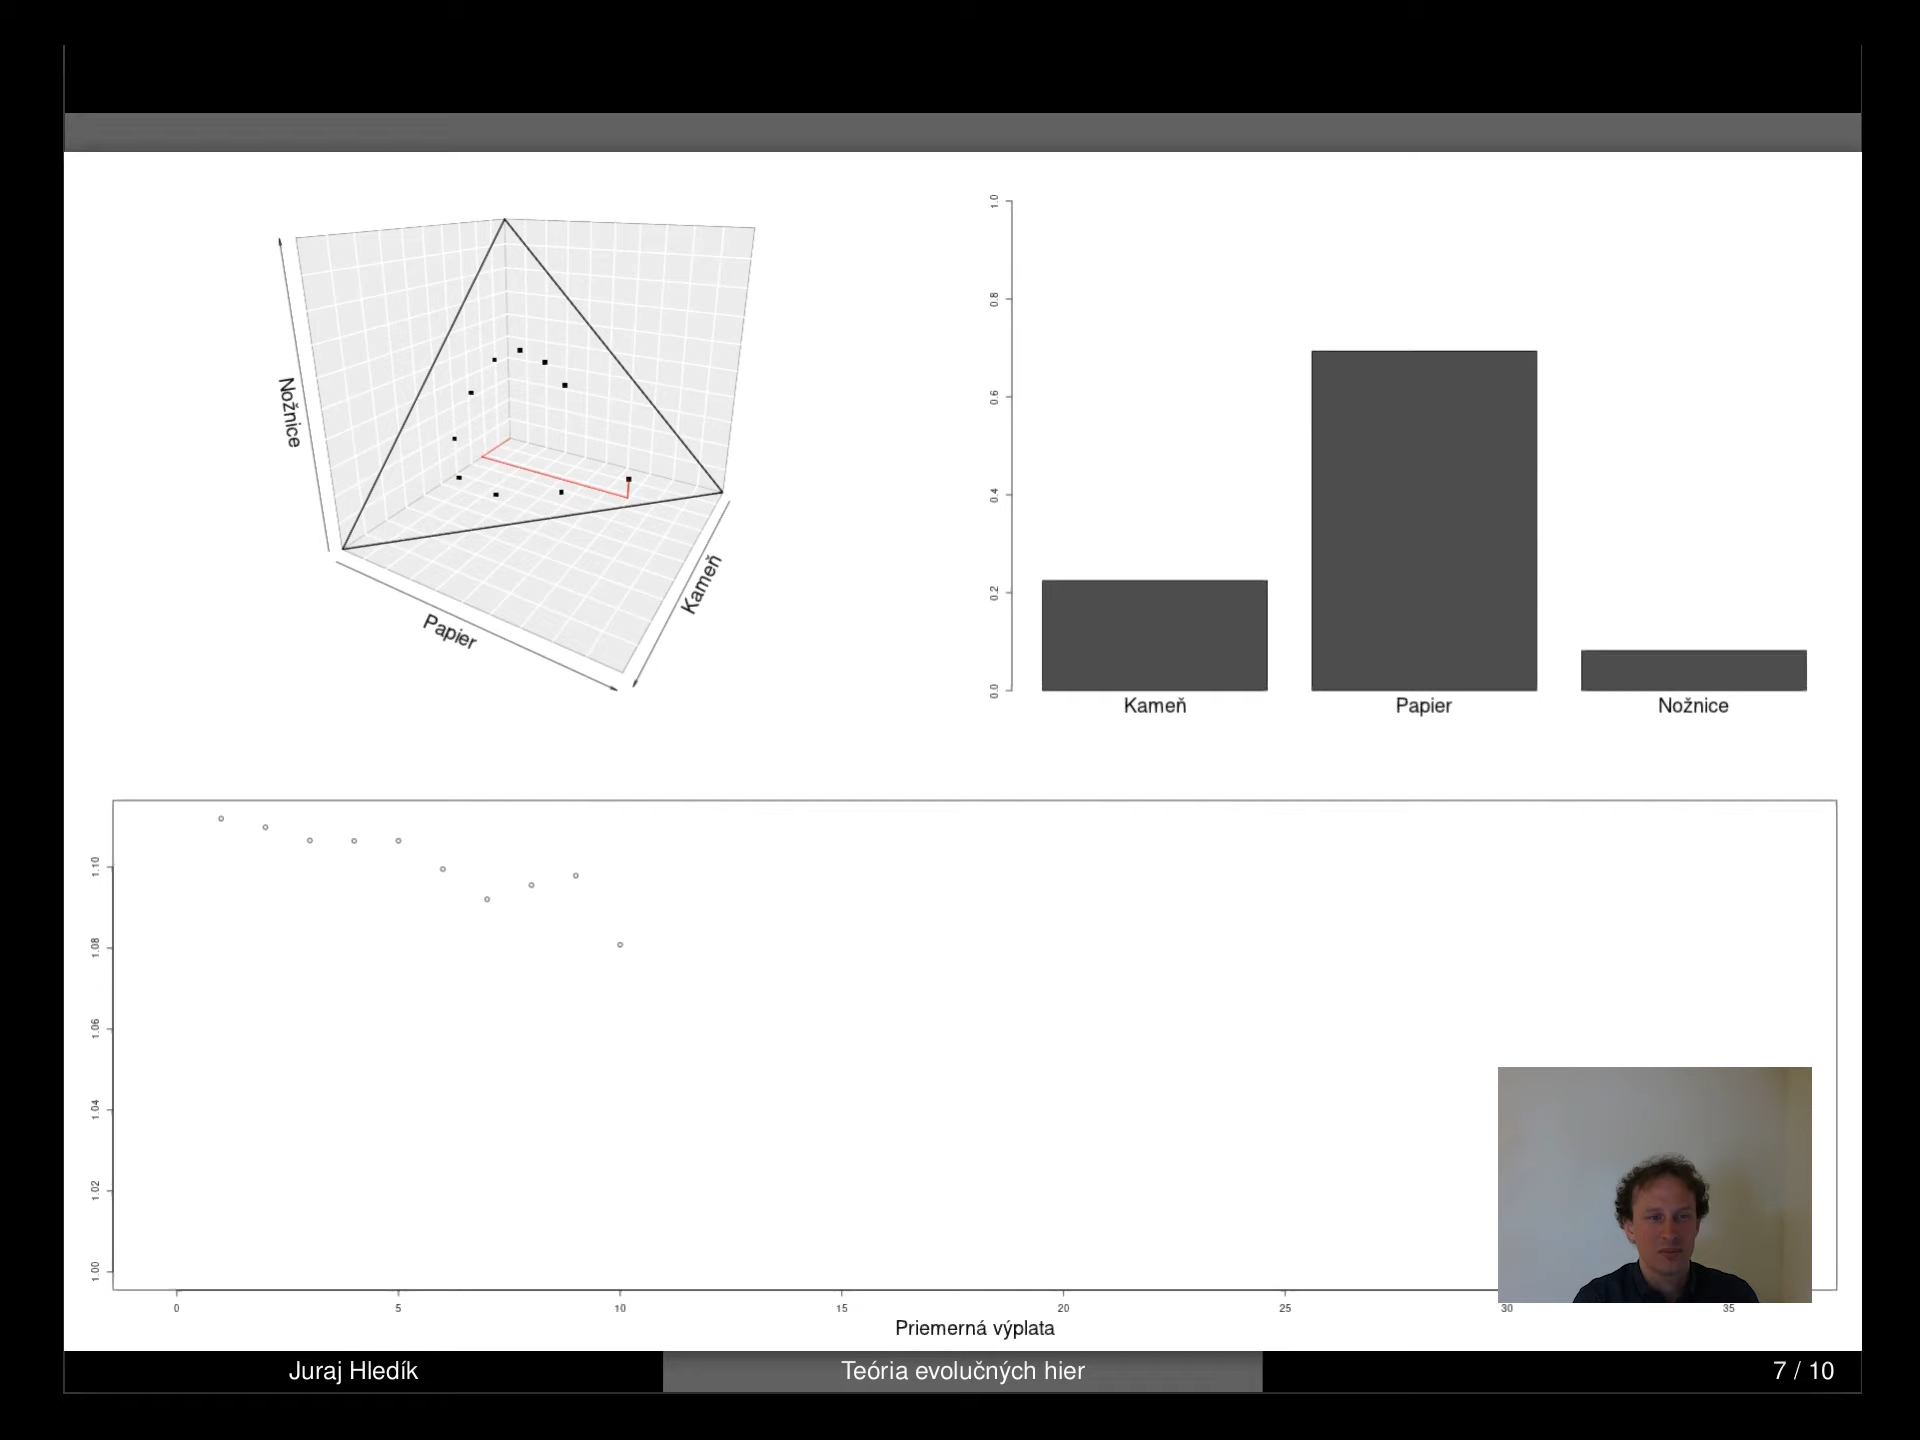 Nožnice
Papier
Kameň
1.0
0.8
0.6
0.4
0.2
0.0
Kameň Papier Nožnice
1.10
1.08
1.06
1.04
1.02
1.00
0 5 10 15 20 25 30 35
Priemerná výplata
Juraj Hledík Teória evolučných hier 7 / 10